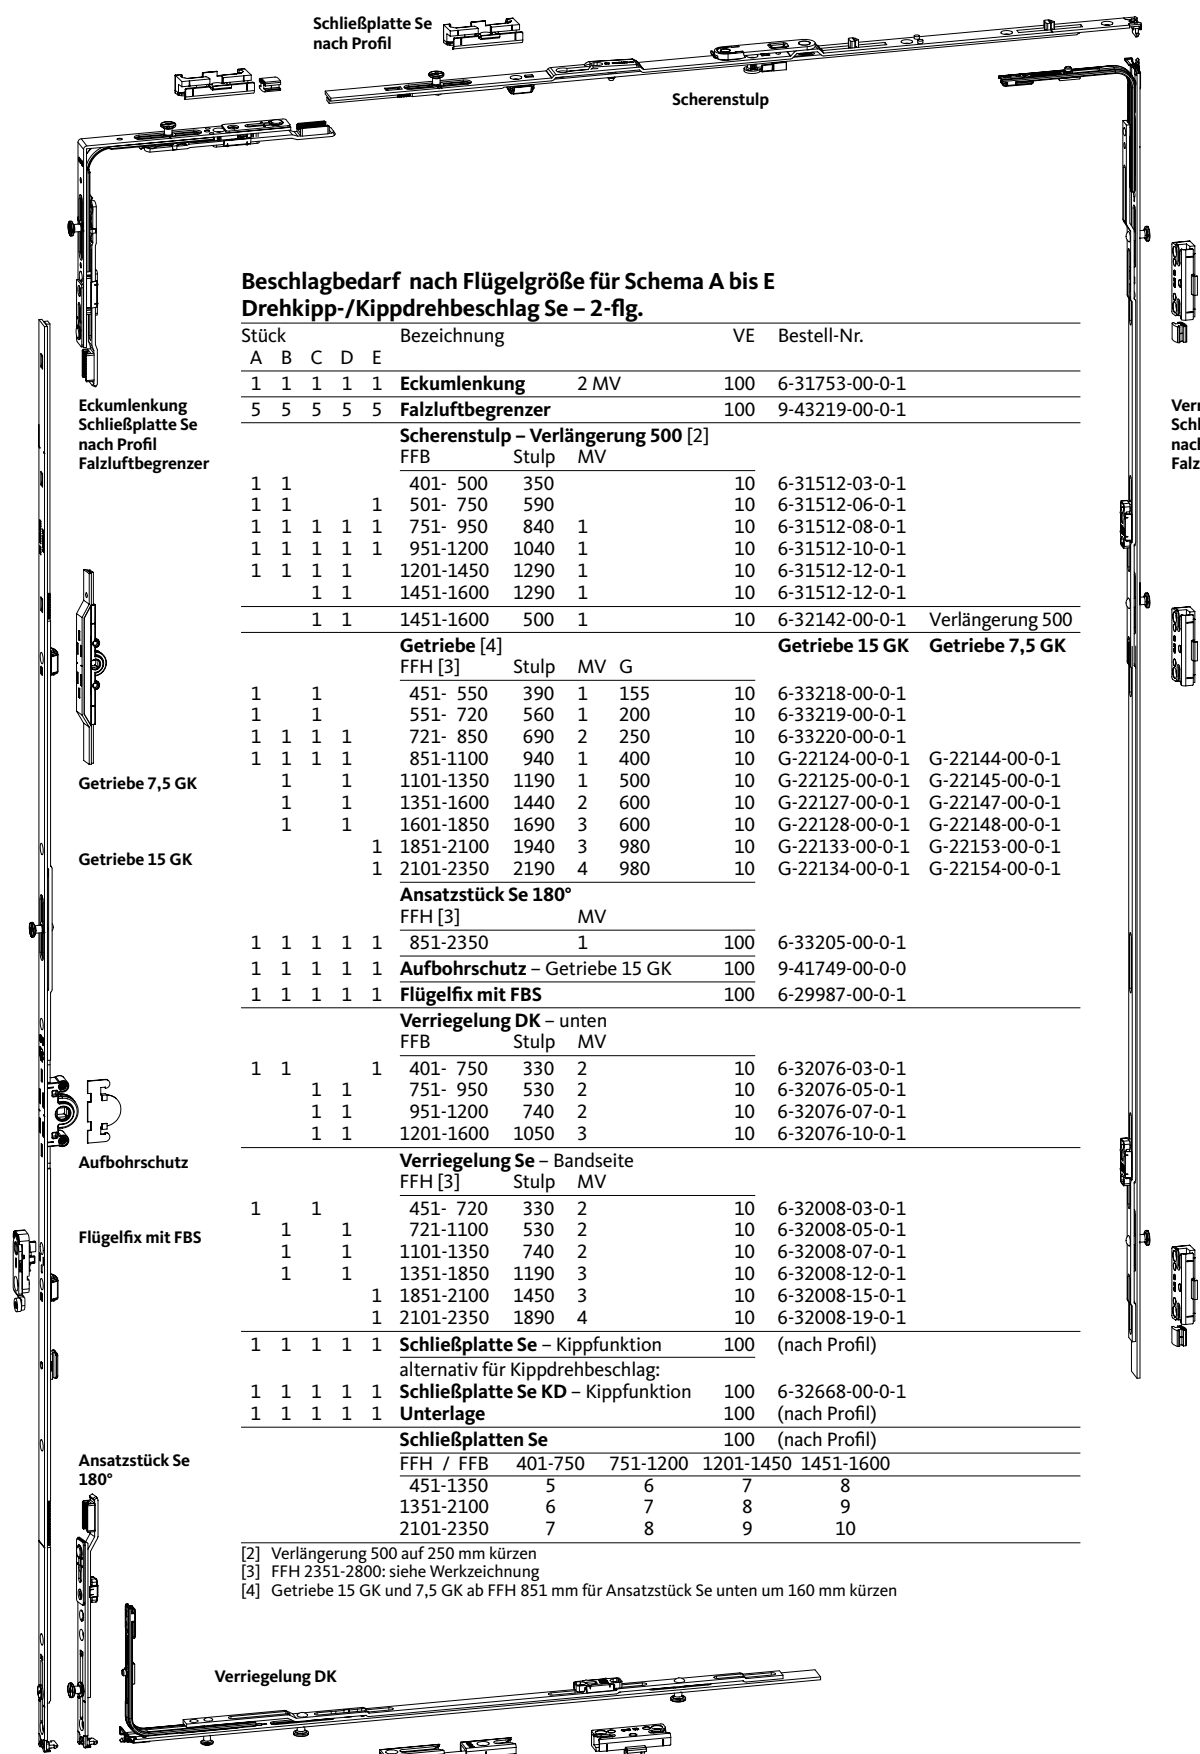 Schließplatte Se
nach Profil
Scherenstulp
Beschlagbedarf nach Flügelgröße für Schema A bis E
Drehkipp-/Kippdrehbeschlag Se – 2-flg.
Stück Bezeichnung VE Bestell-Nr.
A B C D E
1 1 1 1 1 Eckumlenkung 2 MV 100 6-31753-00-0-1
5 5 5 5 5 Falzluftbegrenzer 100 9-43219-00-0-1
Scherenstulp – Verlängerung 500 [2]
FFB Stulp MV
1 1 401- 500 350 10 6-31512-03-0-1
1 1 1 501- 750 590 10 6-31512-06-0-1
1 1 1 1 1 751- 950 840 1 10 6-31512-08-0-1
1 1 1 1 1 951-1200 1040 1 10 6-31512-10-0-1
1 1 1 1 1201-1450 1290 1 10 6-31512-12-0-1
1 1 1451-1600 1290 1 10 6-31512-12-0-1
1 1 1451-1600 500 1 10 6-32142-00-0-1 Verlängerung 500
Getriebe [4] Getriebe 15 GK Getriebe 7,5 GK
FFH [3] Stulp MV G
1 1 451- 550 390 1 155 10 6-33218-00-0-1
1 1 551- 720 560 1 200 10 6-33219-00-0-1
1 1 1 1 721- 850 690 2 250 10 6-33220-00-0-1
1 1 1 1 851-1100 940 1 400 10 G-22124-00-0-1 G-22144-00-0-1
1 1 1101-1350 1190 1 500 10 G-22125-00-0-1 G-22145-00-0-1
1 1 1351-1600 1440 2 600 10 G-22127-00-0-1 G-22147-00-0-1
1 1 1601-1850 1690 3 600 10 G-22128-00-0-1 G-22148-00-0-1
1 1851-2100 1940 3 980 10 G-22133-00-0-1 G-22153-00-0-1
1 2101-2350 2190 4 980 10 G-22134-00-0-1 G-22154-00-0-1
Ansatzstück Se 180°
FFH [3] MV
1 1 1 1 1 851-2350 1 100 6-33205-00-0-1
1 1 1 1 1 Aufbohrschutz – Getriebe 15 GK 100 9-41749-00-0-0
1 1 1 1 1 Flügelfix mit FBS 100 6-29987-00-0-1
Verriegelung DK – unten
FFB Stulp MV
1 1 1 401- 750 330 2 10 6-32076-03-0-1
1 1 751- 950 530 2 10 6-32076-05-0-1
1 1 951-1200 740 2 10 6-32076-07-0-1
1 1 1201-1600 1050 3 10 6-32076-10-0-1
Verriegelung Se – Bandseite
FFH [3] Stulp MV
1 1 451- 720 330 2 10 6-32008-03-0-1
1 1 721-1100 530 2 10 6-32008-05-0-1
1 1 1101-1350 740 2 10 6-32008-07-0-1
1 1 1351-1850 1190 3 10 6-32008-12-0-1
1 1851-2100 1450 3 10 6-32008-15-0-1
1 2101-2350 1890 4 10 6-32008-19-0-1
1 1 1 1 1 Schließplatte Se – Kippfunktion 100 (nach Profil)
alternativ für Kippdrehbeschlag:
1 1 1 1 1 Schließplatte Se KD – Kippfunktion 100 6-32668-00-0-1
1 1 1 1 1 Unterlage 100 (nach Profil)
Schließplatten Se 100 (nach Profil)
FFH / FFB 401-750 751-1200 1201-1450 1451-1600
451-1350 5 6 7 8
1351-2100 6 7 8 9
2101-2350 7 8 9 10
[2] Verlängerung 500 auf 250 mm kürzen
[3] FFH 2351-2800: siehe Werkzeichnung
[4] Getriebe 15 GK und 7,5 GK ab FFH 851 mm für Ansatzstück Se unten um 160 mm kürzen
Eckumlenkung
Schließplatte Se
nach Profil
Falzluftbegrenzer
Getriebe 7,5 GK
Getriebe 15 GK
Aufbohrschutz
Flügelfix mit FBS
Ansatzstück Se
180°
Verriegelung DK